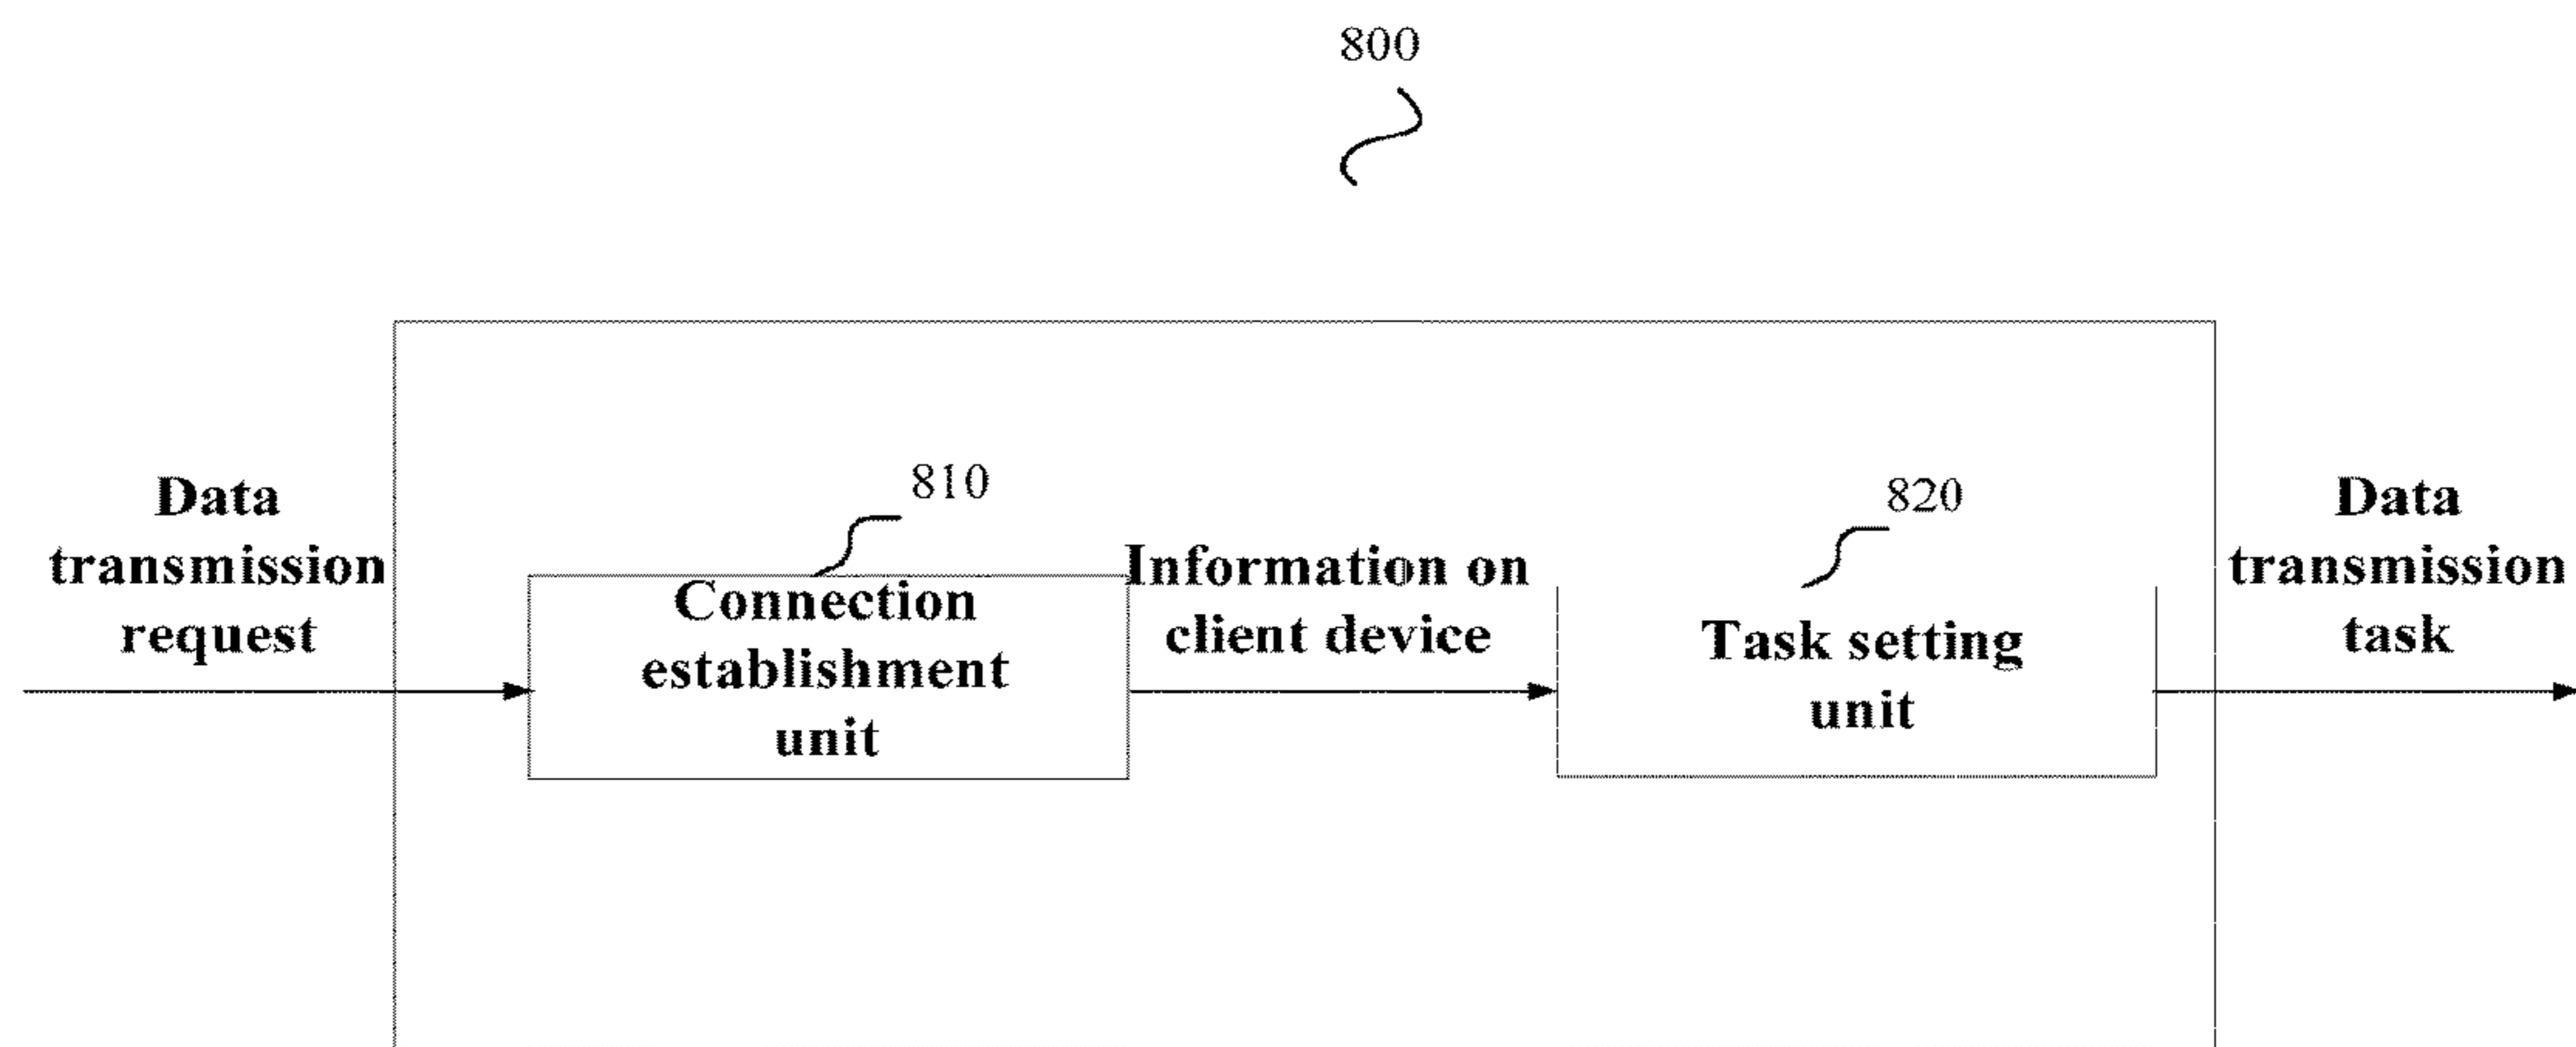 800
810
820
Data
transmission
request
Connection
establishment
unit
Information on
client device
Task setting
unit
Data
transmission
task